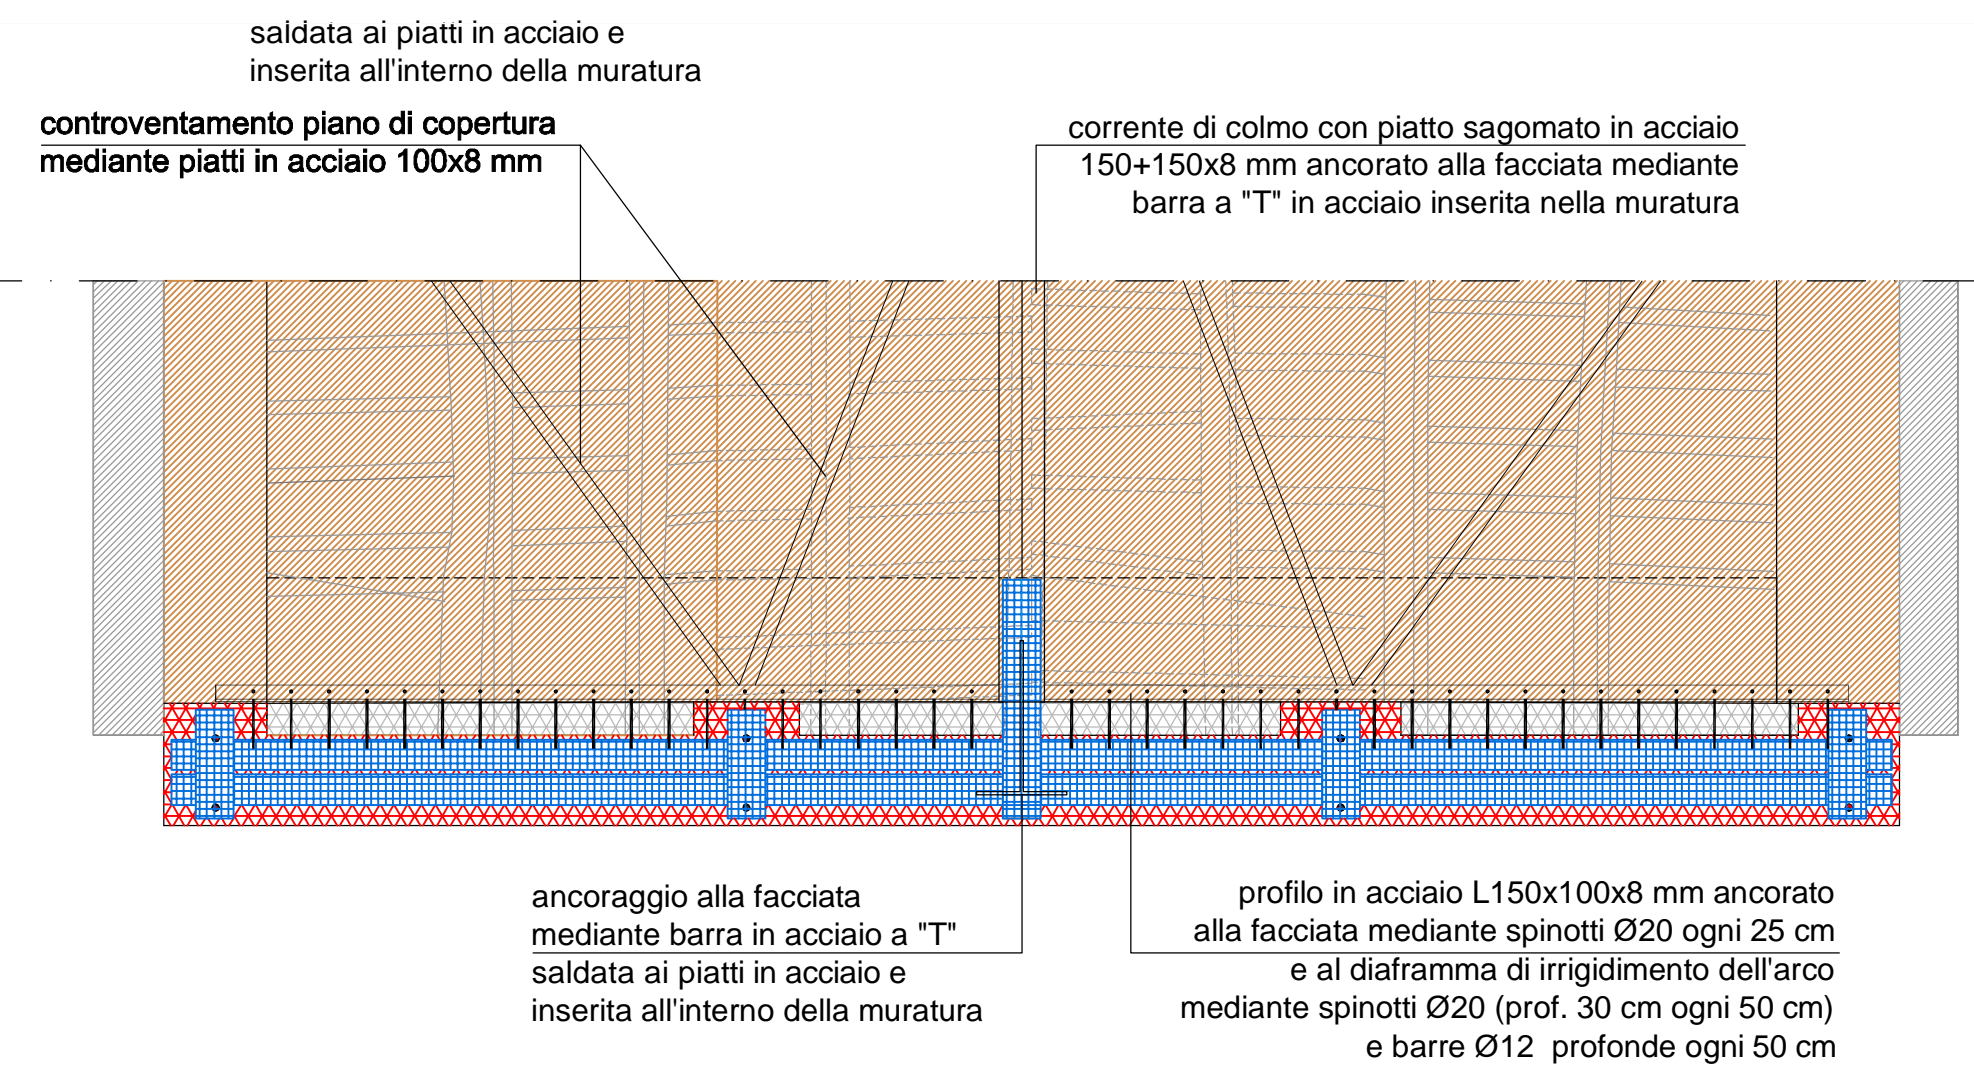 saldata ai piatti in acciaio e
inserita all'interno della muratura
controventamento piano di copertura
mediante piatti in acciaio 100x8 mm
corrente di colmo con piatto sagomato in acciaio
150+150x8 mm ancorato alla facciata mediante
barra a "T" in acciaio inserita nella muratura
ancoraggio alla facciata
mediante barra in acciaio a "T"
saldata ai piatti in acciaio e
inserita all'interno della muratura
profilo in acciaio L150x100x8 mm ancorato
alla facciata mediante spinotti Ø20 ogni 25 cm
e al diaframma di irrigidimento dell'arco
mediante spinotti Ø20 (prof. 30 cm ogni 50 cm)
e barre Ø12 profonde ogni 50 cm